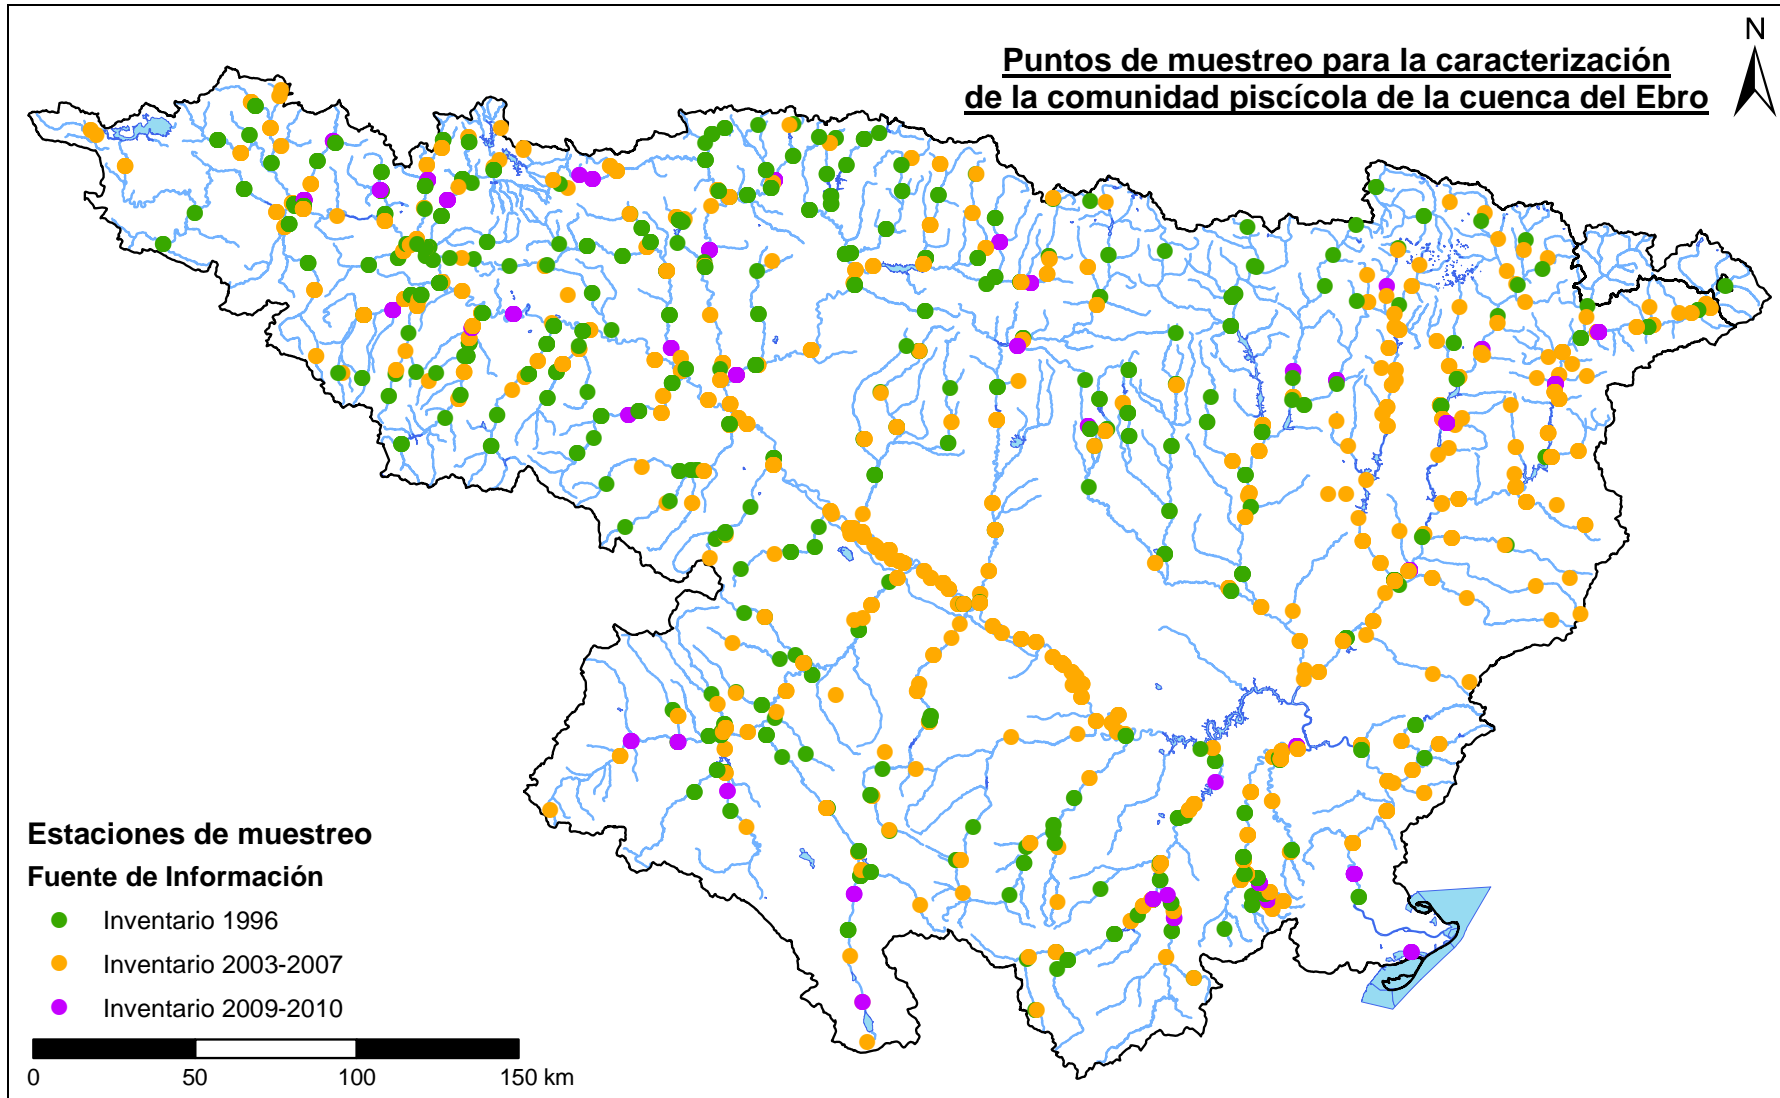 N
Puntos de muestreo para la caracterización
de la comunidad piscícola de la cuenca del Ebro
Estaciones de muestreo
Fuente de Información
Inventario 1996
Inventario 2003-2007
Inventario 2009-2010
0 50 100 150 km